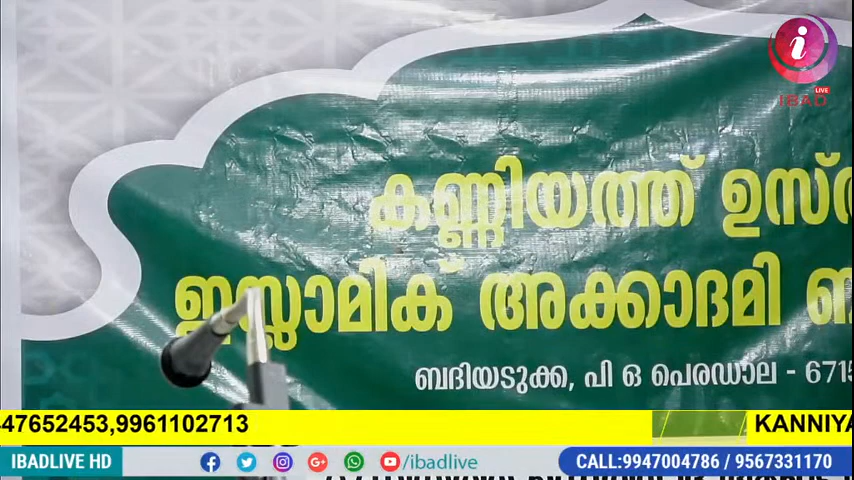 i
LIVE
IBAD
കണ്ണിയത്ത് ഉസ്
ഇസ്ലാമിക് അക്കാദമി
ബദിയടുക്ക, പി ഒ പെരഡാല - 6715
47652453,9961102713
KANNIYA
IBADLIVE HD
/ibadlive
CALL:9947004786 / 9567331170